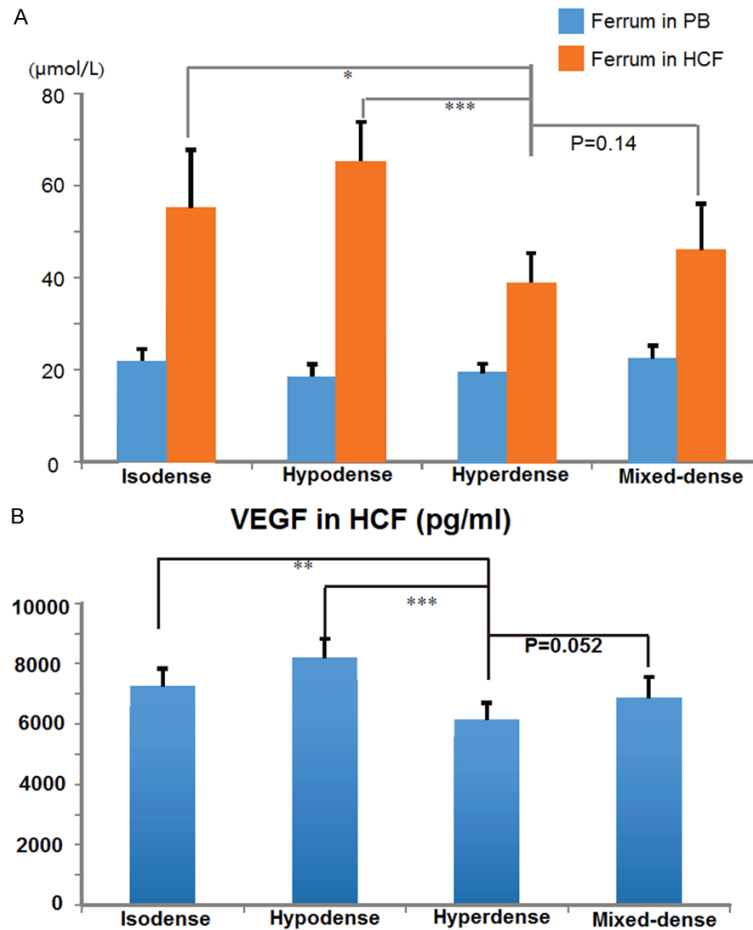 A
Ferrum in PB
Ferrum in HCF
(μmol/L)
*
***
P=0.14
80
60
40
20
0
Isodense Hypodense Hyperdense Mixed-dense
B
VEGF in HCF (pg/ml)
**
***
P=0.052
10000
8000
6000
4000
2000
0
Isodense Hypodense Hyperdense Mixed-dense